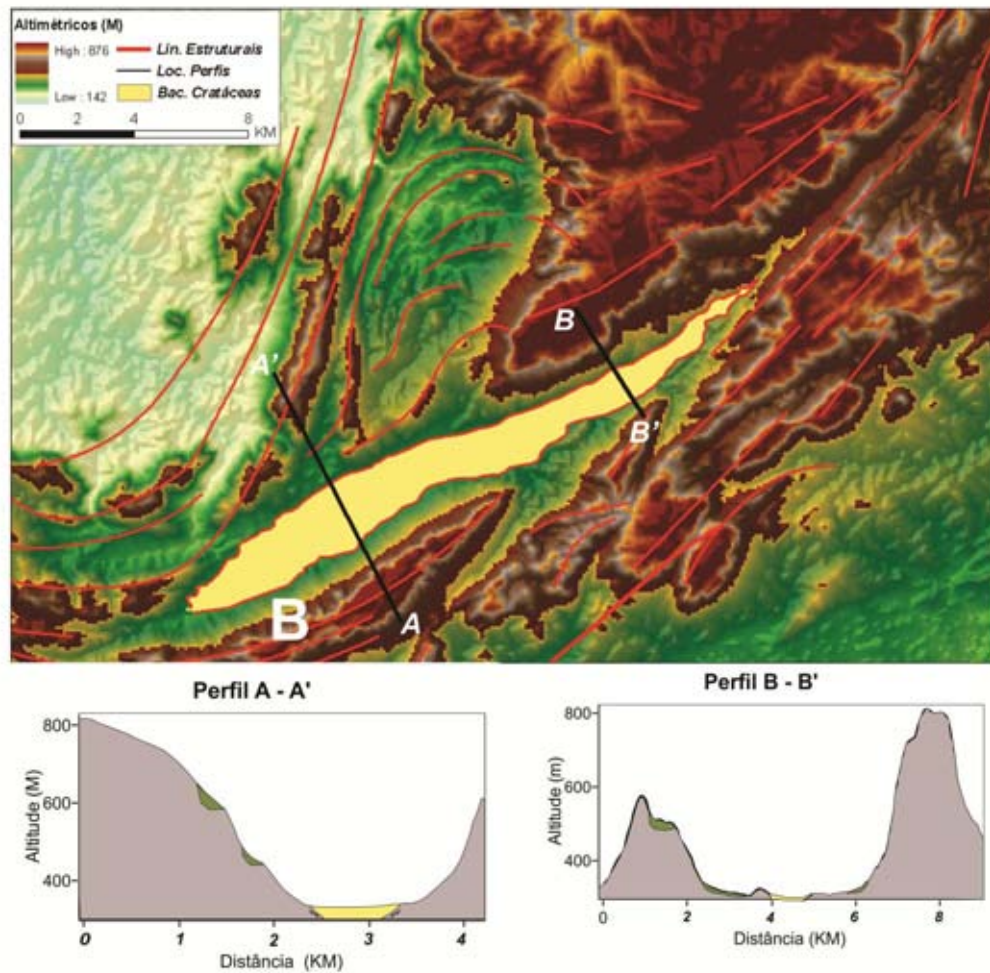 Altimétricos (M)
High : 876
Low : 142
Lin. Estruturais
Loc. Perfis
Bac. Cratáceas
0 2 4 8
KM
B
A'
B'
B
A
Perfil A - A'
Altitude (M)
800
600
400
0 1 2 3 4
Distância (KM)
Perfil B - B'
Altitude (m)
800
600
400
0 2 4 6 8
Distância (KM)